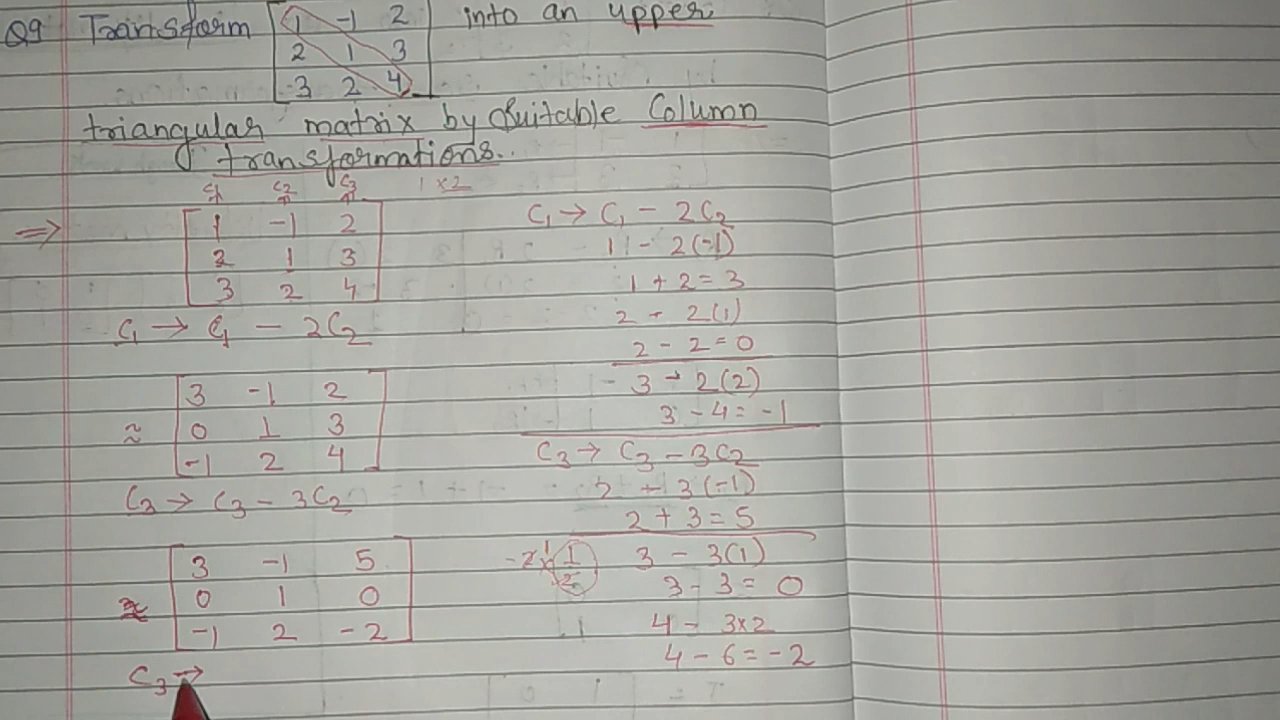 Q9 Transform [1 -1 2 into an upper
2 1 3
3 2 4]
triangular matrix by Suitable Column
transformations.
C1 C2 C3 1×2
⇒ [1 -1 2
2 1 3
3 2 4]
C1 → C1 - 2C2
≈ [3 -1 2
0 1 3
-1 2 4]
C3 → C3 - 3C2
≈ [3 -1 5
0 1 0
-1 2 -2]
C3 →
C1 → C1 - 2C2
1 - 2(-1)
1 + 2 = 3
2 - 2(1)
2 - 2 = 0
3 - 2(2)
3 - 4 = -1
C3 → C3 - 3C2
2 - 3(-1)
2 + 3 = 5
3 - 3(1)
3 - 3 = 0
4 - 3×2
4 - 6 = -2